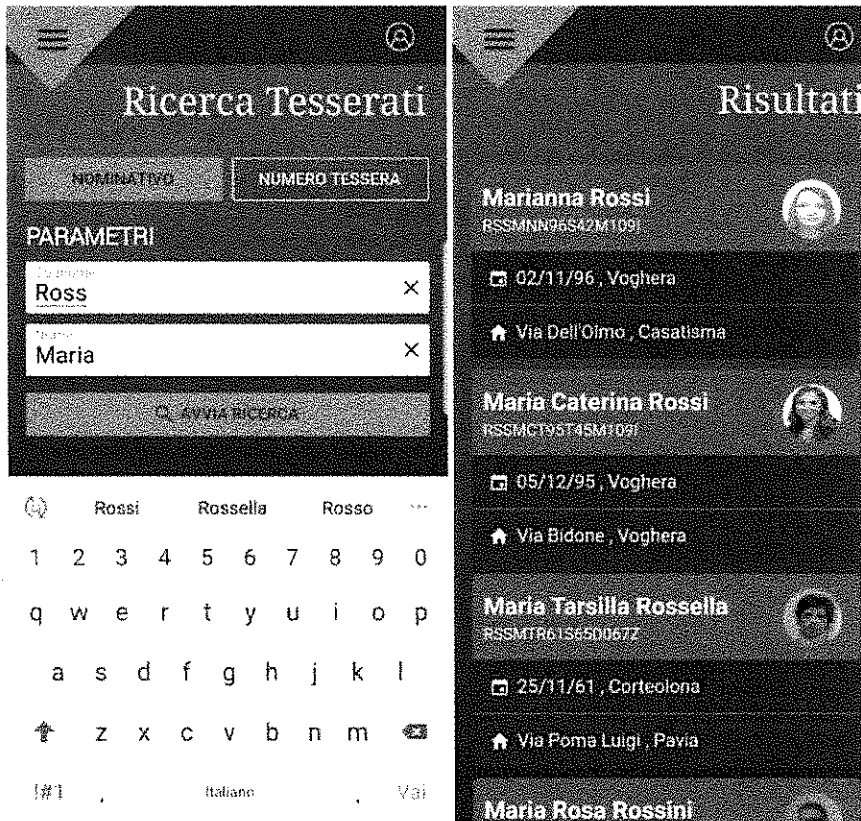 Ricerca Tesserati
NOMINATIVO
NUMERO TESSERA
PARAMETRI
Cognome
Ross
Nome
Maria
AVVIA RICERCA
Rossi Rossella Rosso ...
1 2 3 4 5 6 7 8 9 0
q w e r t y u i o p
a s d f g h j k l
z x c v b n m
!#1 , Italiano . Vai
Risultati
Marianna Rossi
RSSMNN96S42M109I
02/11/96 , Voghera
Via Dell'Olmo , Casatisma
Maria Caterina Rossi
RSSMCT95T45M109I
05/12/95 , Voghera
Via Bidone , Voghera
Maria Tarsilla Rossella
RSSMTR61S65D067Z
25/11/61 , Corteolona
Via Poma Luigi , Pavia
Maria Rosa Rossini